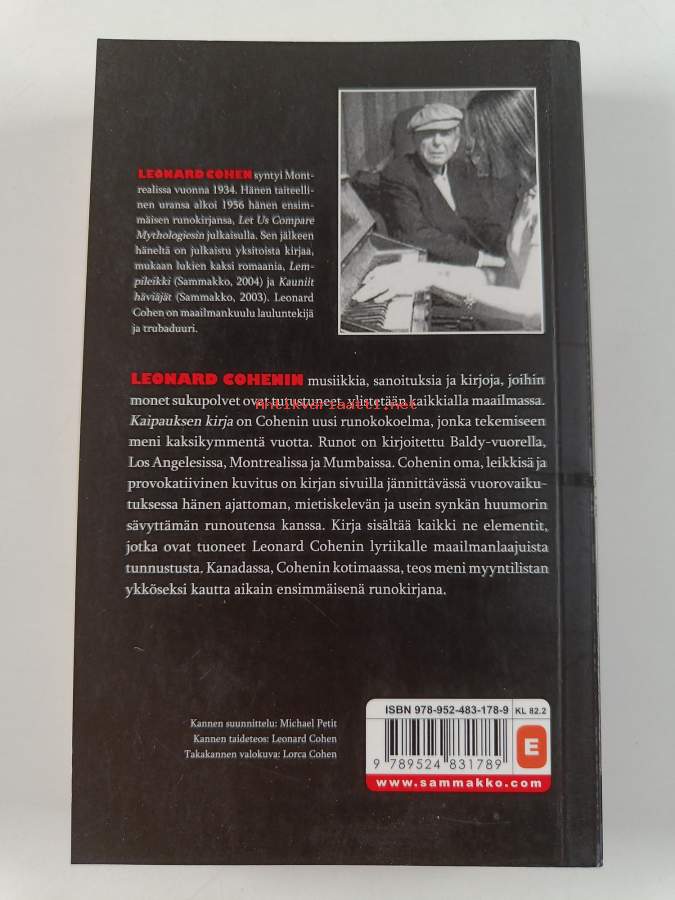 LEONARD COHEN syntyi Mont-
realissa vuonna 1934. Hänen taiteelli-
nen uransa alkoi 1956 hänen ensim-
mäisen runokirjansa, Let Us Compare
Mythologiesin julkaisulla. Sen jälkeen
häneltä on julkaistu yksitoista kirjaa,
mukaan lukien kaksi romaania, Lem-
pileikki (Sammakko, 2004) ja Kauniit
häviäjät (Sammakko, 2003). Leonard
Cohen on maailmankuulu lauluntekijä
ja trubaduuri.
LEONARD COHENIN musiikkia, sanoituksia ja kirjoja, joihin
monet sukupolvet ovat tutustuneet, ylistetään kaikkialla maailmassa.
Antikvariaatti.net
Kaipauksen kirja on Cohenin uusi runokokoelma, jonka tekemiseen
meni kaksikymmentä vuotta. Runot on kirjoitettu Baldy-vuorella,
Los Angelesissa, Montrealissa ja Mumbaissa. Cohenin oma, leikkisä ja
provokatiivinen kuvitus on kirjan sivuilla jännittävässä vuorovaiku-
tuksessa hänen ajattoman, mietiskelevän ja usein synkän huumorin
sävyttämän runoutensa kanssa. Kirja sisältää kaikki ne elementit,
jotka ovat tuoneet Leonard Cohenin lyriikalle maailmanlaajuista
tunnustusta. Kanadassa, Cohenin kotimaassa, teos meni myyntilistan
ykköseksi kautta aikain ensimmäisenä runokirjana.
Kannen suunnittelu: Michael Petit
Kannen taideteos: Leonard Cohen
Takakannen valokuva: Lorca Cohen
ISBN 978-952-483-178-9 KL 82.2
E
9 789524 831789
www.sammakko.com